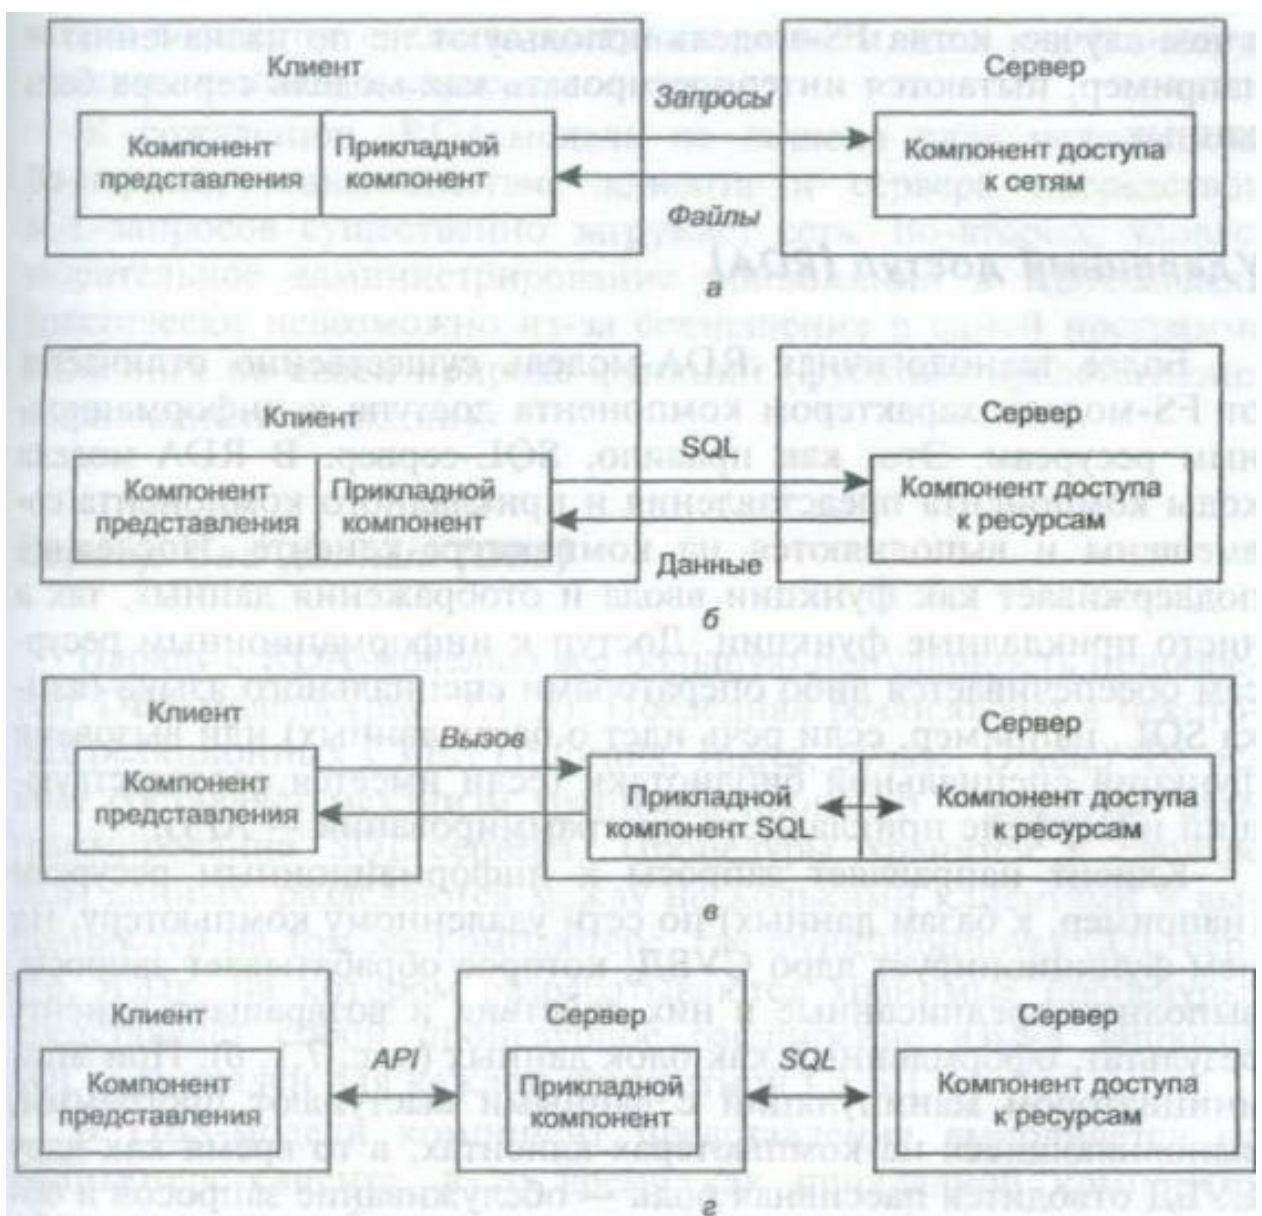 Клиент
Сервер
Запросы
Компонент представления
Прикладной компонент
Компонент доступа к сетям
Файлы
а
Клиент
Сервер
SQL
Компонент представления
Прикладной компонент
Компонент доступа к ресурсам
Данные
б
Клиент
Сервер
Вызов
Компонент представления
Прикладной компонент SQL
Компонент доступа к ресурсам
в
Клиент
Сервер
Сервер
API
SQL
Компонент представления
Прикладной компонент
Компонент доступа к ресурсам
г